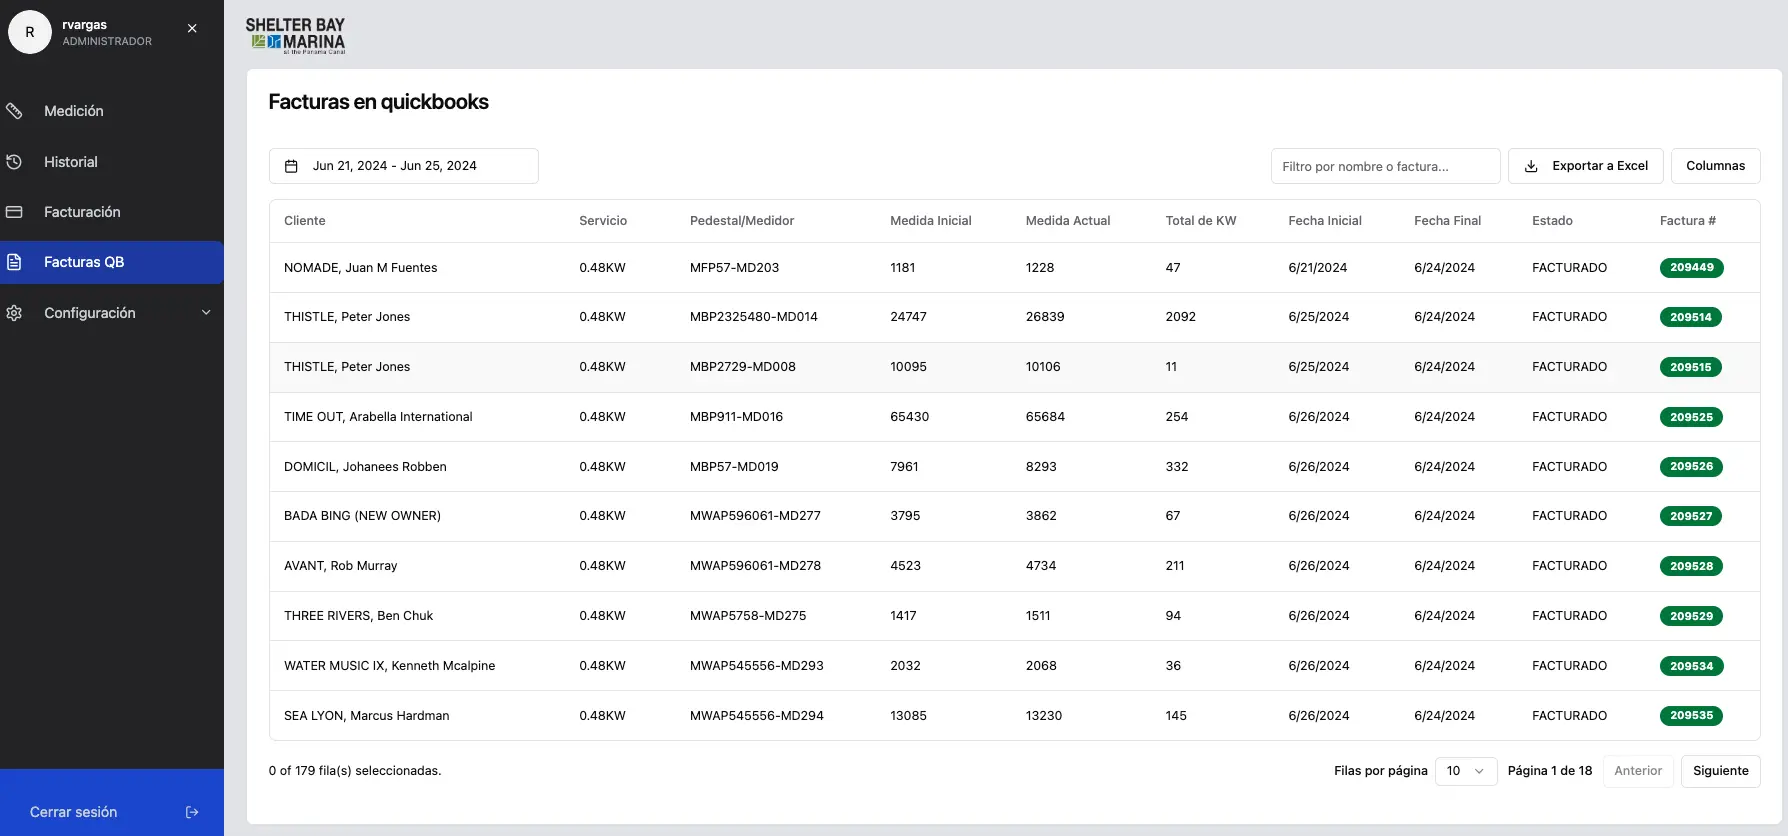 R
rvargas
ADMINISTRADOR
Medición
Historial
Facturación
Facturas QB
Configuración
Cerrar sesión
SHELTER BAY
MARINA
at the Panama Canal
Facturas en quickbooks
Jun 21, 2024 - Jun 25, 2024
Filtro por nombre o factura...
Exportar a Excel
Columnas
Cliente Servicio Pedestal/Medidor Medida Inicial Medida Actual Total de KW Fecha Inicial Fecha Final Estado Factura #
NOMADE, Juan M Fuentes 0.48KW MFP57-MD203 1181 1228 47 6/21/2024 6/24/2024 FACTURADO 209449
THISTLE, Peter Jones 0.48KW MBP2325480-MD014 24747 26839 2092 6/25/2024 6/24/2024 FACTURADO 209514
THISTLE, Peter Jones 0.48KW MBP2729-MD008 10095 10106 11 6/25/2024 6/24/2024 FACTURADO 209515
TIME OUT, Arabella International 0.48KW MBP911-MD016 65430 65684 254 6/26/2024 6/24/2024 FACTURADO 209525
DOMICIL, Johanees Robben 0.48KW MBP57-MD019 7961 8293 332 6/26/2024 6/24/2024 FACTURADO 209526
BADA BING (NEW OWNER) 0.48KW MWAP596061-MD277 3795 3862 67 6/26/2024 6/24/2024 FACTURADO 209527
AVANT, Rob Murray 0.48KW MWAP596061-MD278 4523 4734 211 6/26/2024 6/24/2024 FACTURADO 209528
THREE RIVERS, Ben Chuk 0.48KW MWAP5758-MD275 1417 1511 94 6/26/2024 6/24/2024 FACTURADO 209529
WATER MUSIC IX, Kenneth Mcalpine 0.48KW MWAP545556-MD293 2032 2068 36 6/26/2024 6/24/2024 FACTURADO 209534
SEA LYON, Marcus Hardman 0.48KW MWAP545556-MD294 13085 13230 145 6/26/2024 6/24/2024 FACTURADO 209535
0 of 179 fila(s) seleccionadas.
Filas por página 10 Página 1 de 18 Anterior Siguiente